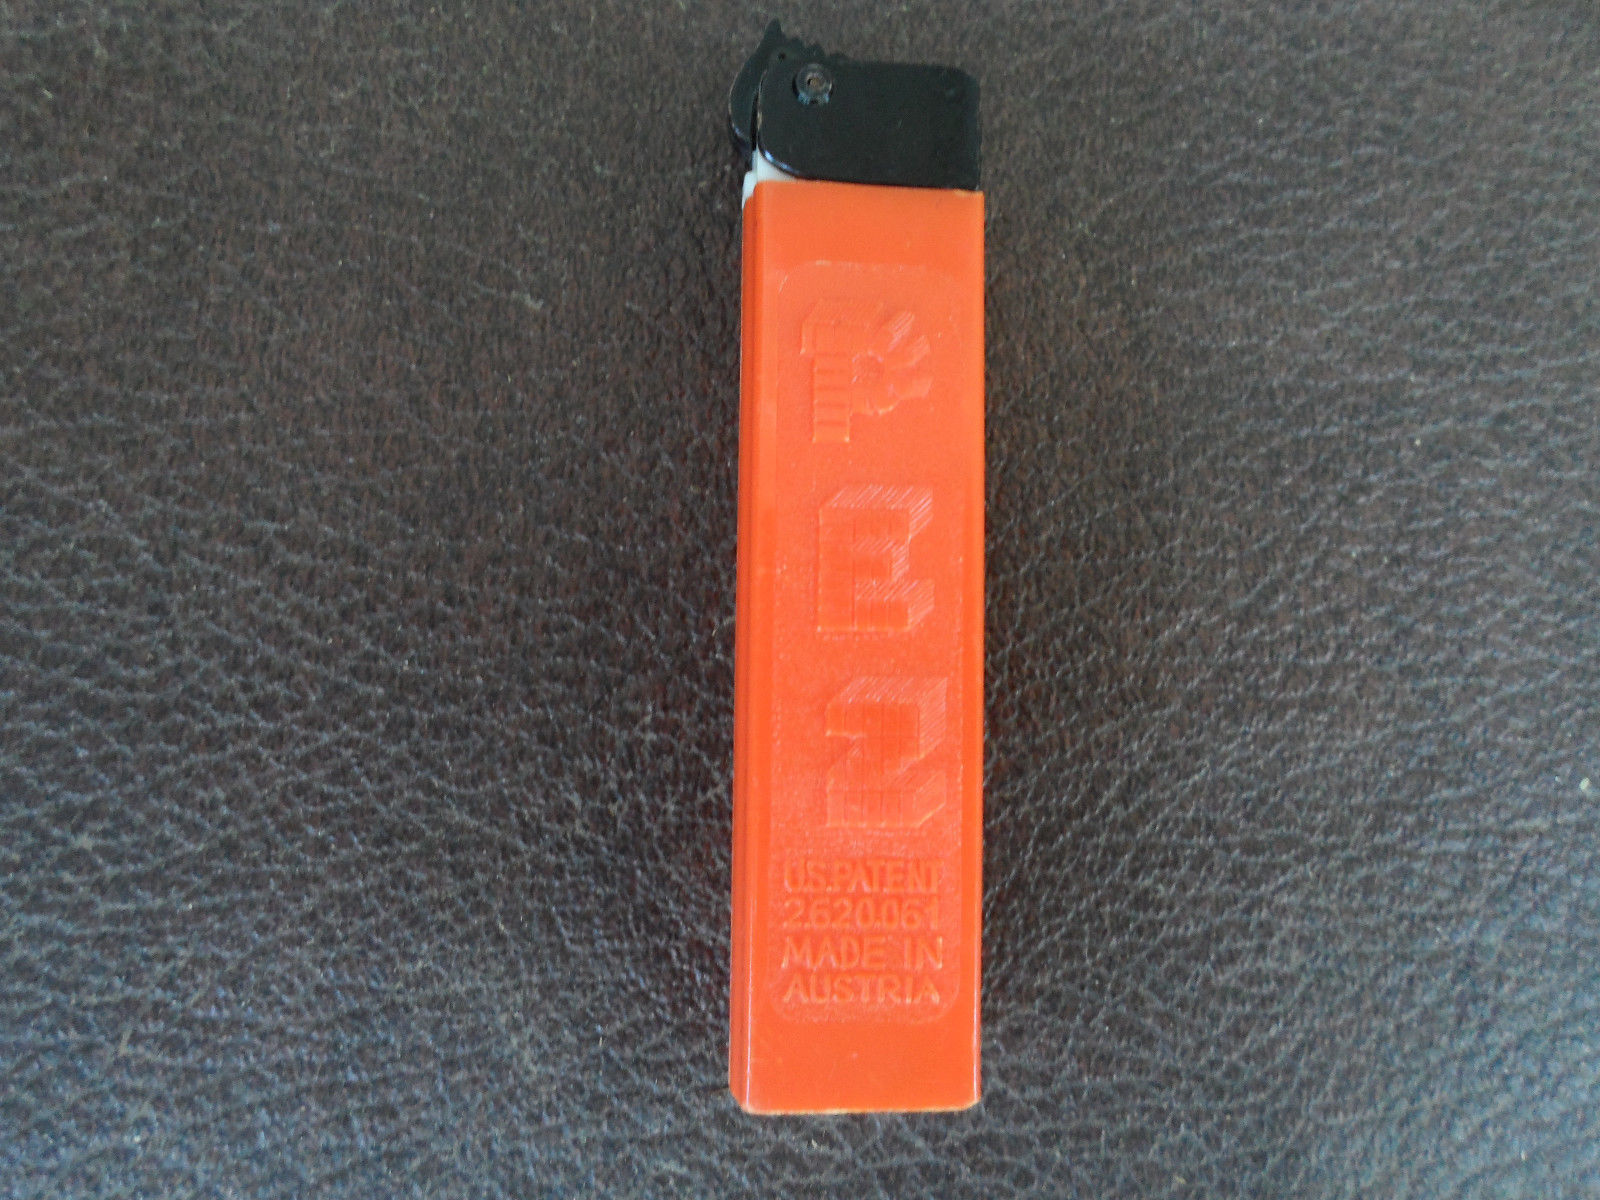 PEZ
U.S.PATENT
2.620.061
MADE IN
AUSTRIA